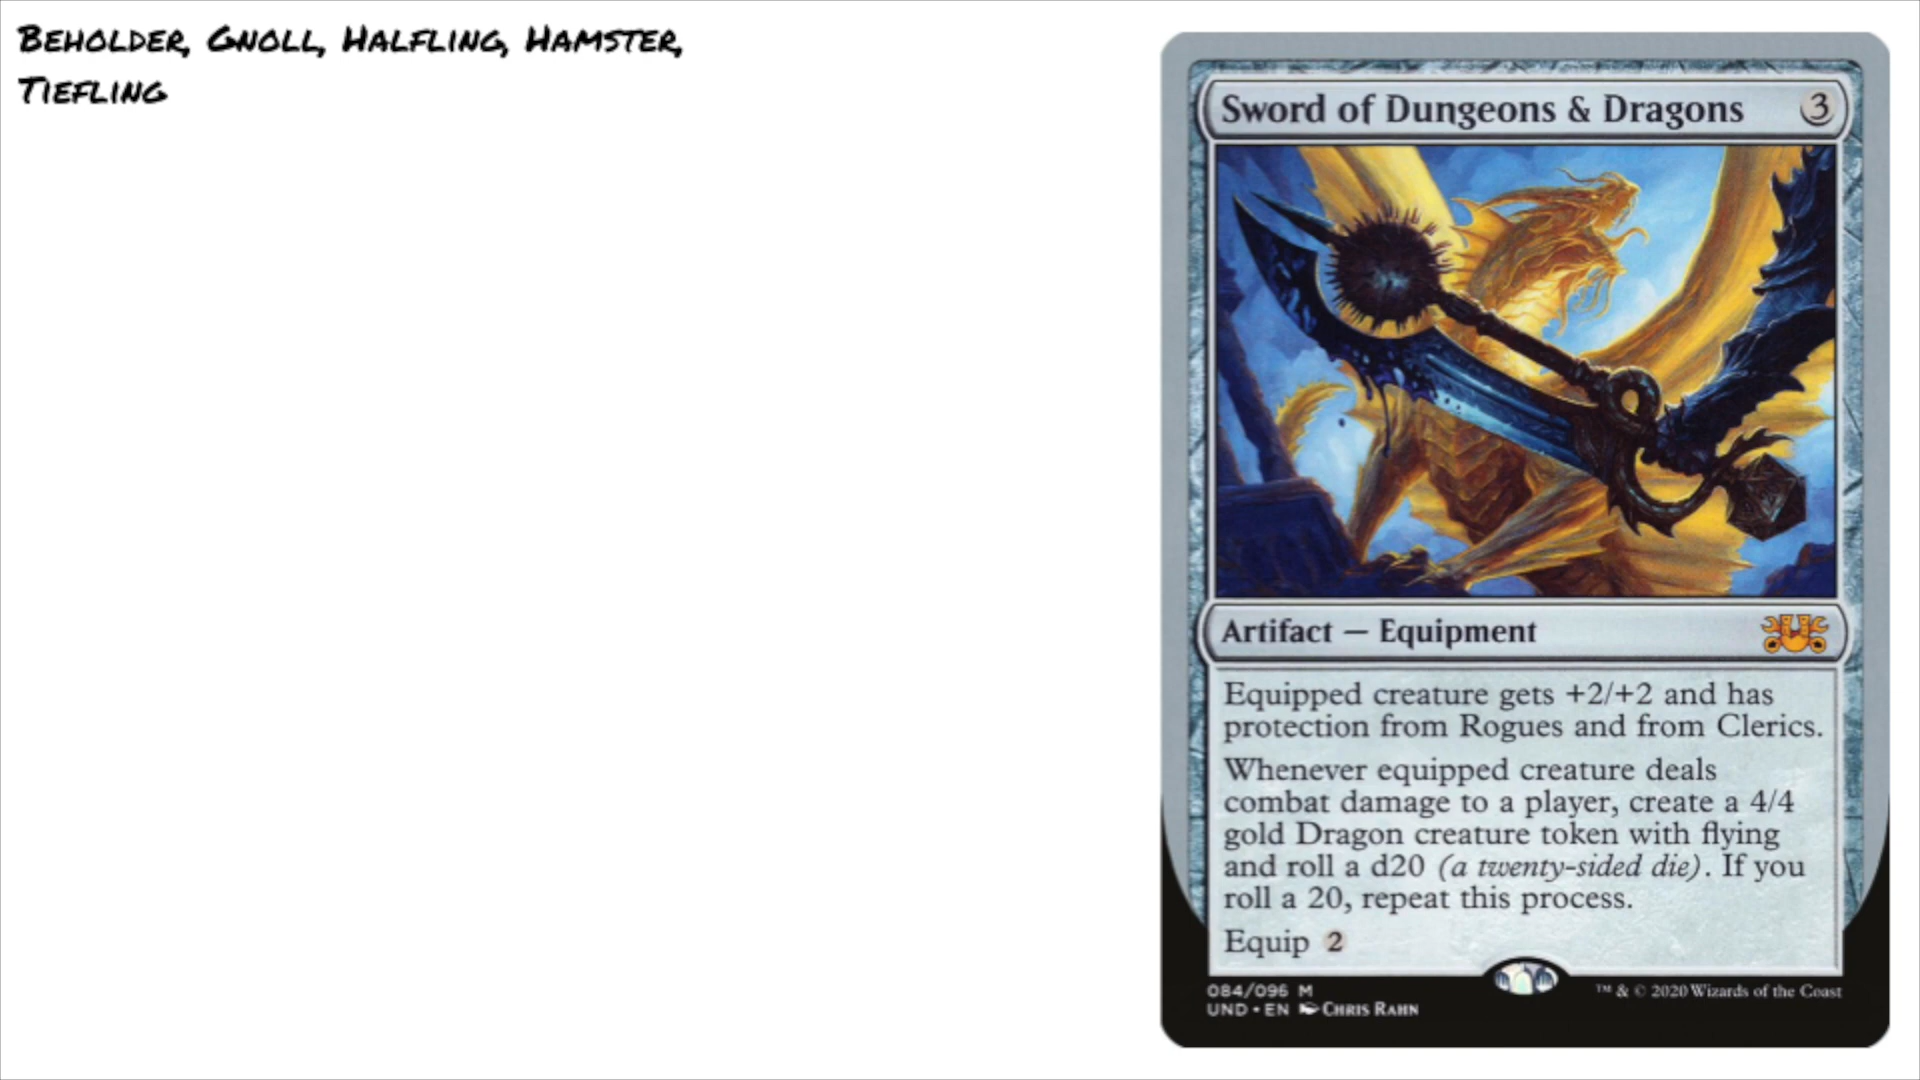 Beholder, Gnoll, Halfling, Hamster,
Tiefling
Sword of Dungeons & Dragons 3
Artifact — Equipment
Equipped creature gets +2/+2 and has
protection from Rogues and from Clerics.
Whenever equipped creature deals
combat damage to a player, create a 4/4
gold Dragon creature token with flying
and roll a d20 (a twenty-sided die). If you
roll a 20, repeat this process.
Equip 2
084/096 M
™ & © 2020 Wizards of the Coast
UND • EN Chris Rahn